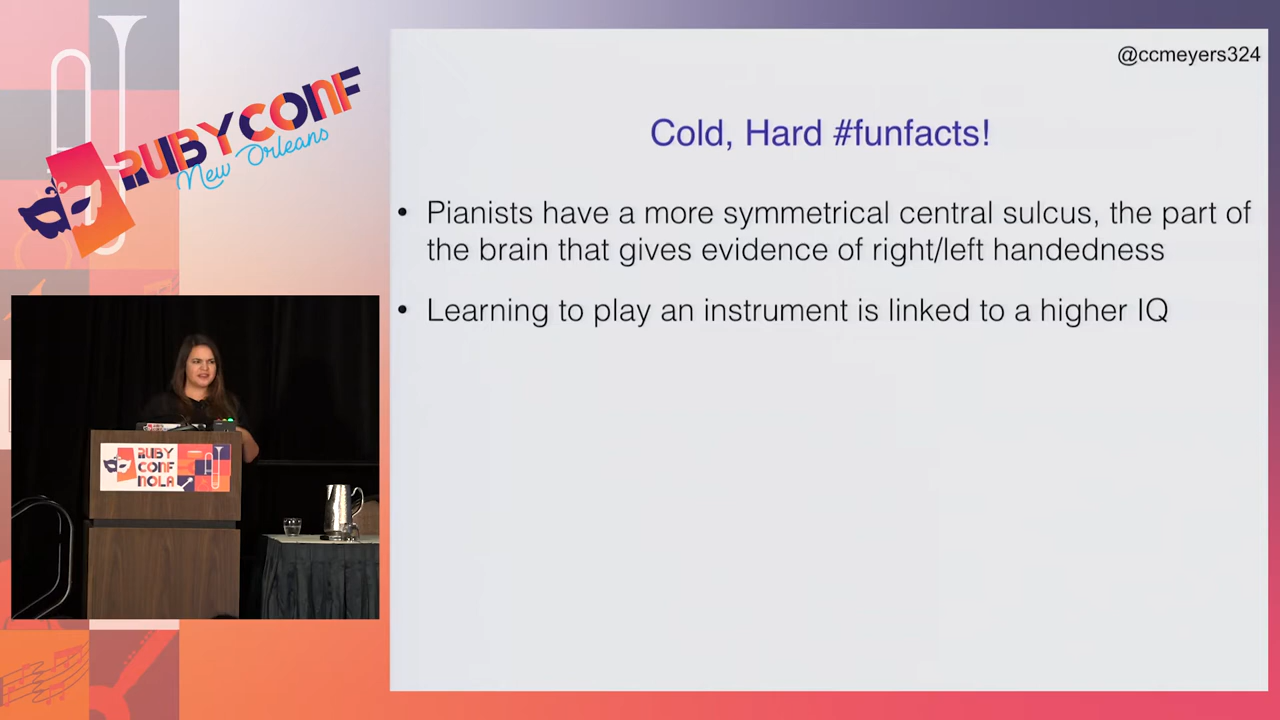 @ccmeyers324
RUBYCONF
New Orleans
Cold, Hard #funfacts!
• Pianists have a more symmetrical central sulcus, the part of
the brain that gives evidence of right/left handedness
• Learning to play an instrument is linked to a higher IQ
RUBY
CONF
NOLA